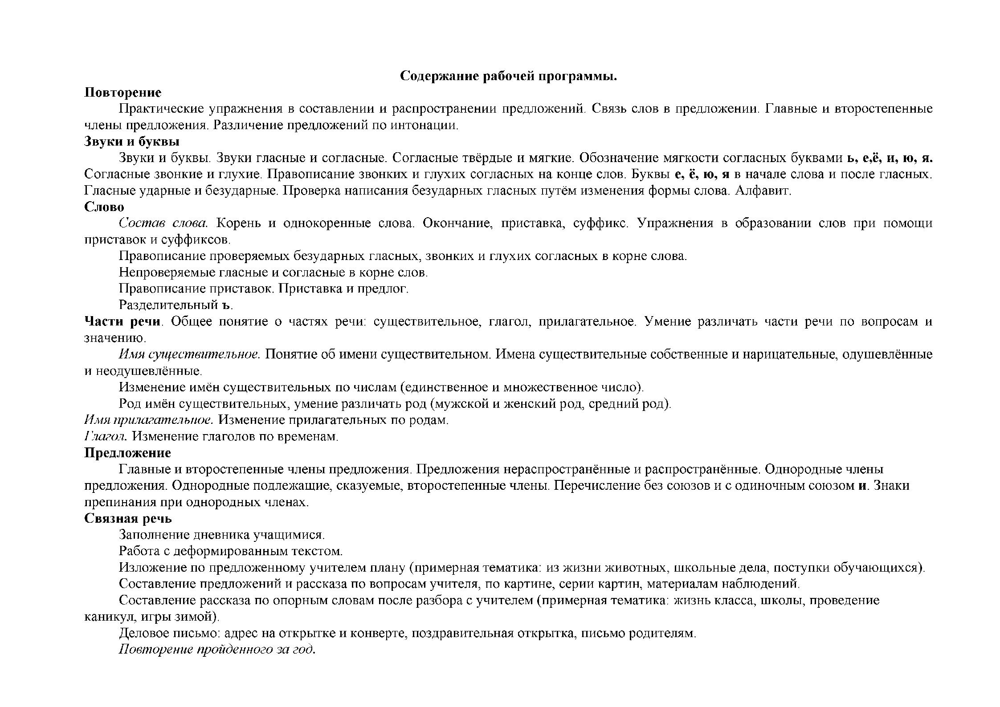 Содержание рабочей программы.
Повторение
Практические упражнения в составлении и распространении предложений. Связь слов в предложении. Главные и второстепенные
члены предложения. Различение предложений по интонации.
Звуки и буквы
Звуки и буквы. Звуки гласные и согласные. Согласные твёрдые и мягкие. Обозначение мягкости согласных буквами ь, е,ё, и, ю, я.
Согласные звонкие и глухие. Правописание звонких и глухих согласных на конце слов. Буквы е, ё, ю, я в начале слова и после гласных.
Гласные ударные и безударные. Проверка написания безударных гласных путём изменения формы слова. Алфавит.
Слово
Состав слова. Корень и однокоренные слова. Окончание, приставка, суффикс. Упражнения в образовании слов при помощи
приставок и суффиксов.
Правописание проверяемых безударных гласных, звонких и глухих согласных в корне слова.
Непроверяемые гласные и согласные в корне слов.
Правописание приставок. Приставка и предлог.
Разделительный ъ.
Части речи. Общее понятие о частях речи: существительное, глагол, прилагательное. Умение различать части речи по вопросам и
значению.
Имя существительное. Понятие об имени существительном. Имена существительные собственные и нарицательные, одушевлённые
и неодушевлённые.
Изменение имён существительных по числам (единственное и множественное число).
Род имён существительных, умение различать род (мужской и женский род, средний род).
Имя прилагательное. Изменение прилагательных по родам.
Глагол. Изменение глаголов по временам.
Предложение
Главные и второстепенные члены предложения. Предложения нераспространённые и распространённые. Однородные члены
предложения. Однородные подлежащие, сказуемые, второстепенные члены. Перечисление без союзов и с одиночным союзом и. Знаки
препинания при однородных членах.
Связная речь
Заполнение дневника учащимися.
Работа с деформированным текстом.
Изложение по предложенному учителем плану (примерная тематика: из жизни животных, школьные дела, поступки обучающихся).
Составление предложений и рассказа по вопросам учителя, по картине, серии картин, материалам наблюдений.
Составление рассказа по опорным словам после разбора с учителем (примерная тематика: жизнь класса, школы, проведение
каникул, игры зимой).
Деловое письмо: адрес на открытке и конверте, поздравительная открытка, письмо родителям.
Повторение пройденного за год.